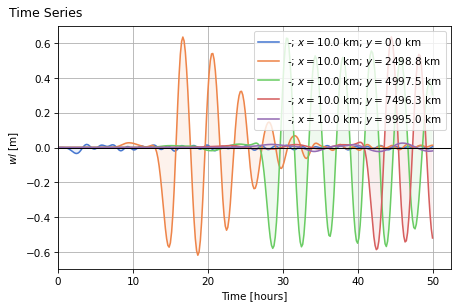 Time Series
-; x = 10.0 km; y = 0.0 km
-; x = 10.0 km; y = 2498.8 km
-; x = 10.0 km; y = 4997.5 km
-; x = 10.0 km; y = 7496.3 km
-; x = 10.0 km; y = 9995.0 km
wl [m]
0.6
0.4
0.2
0.0
−0.2
−0.4
−0.6
0 10 20 30 40 50
Time [hours]